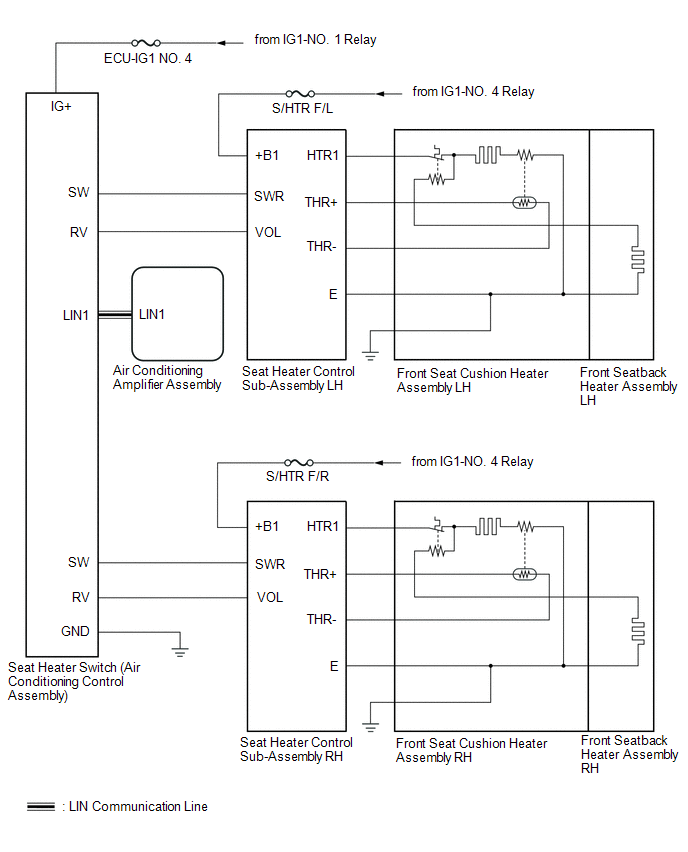 from IG1-NO. 1 Relay
ECU-IG1 NO. 4
from IG1-NO. 4 Relay
S/HTR F/L
IG+
+B1
HTR1
SW
SWR
THR+
RV
VOL
THR-
E
LIN1
LIN1
Air Conditioning
Amplifier Assembly
Seat Heater Control
Sub-Assembly LH
Front Seat Cushion Heater
Assembly LH
Front Seatback
Heater Assembly
LH
from IG1-NO. 4 Relay
S/HTR F/R
+B1
HTR1
SW
SWR
THR+
RV
VOL
THR-
GND
E
Seat Heater Switch (Air
Conditioning Control
Assembly)
Seat Heater Control
Sub-Assembly RH
Front Seat Cushion Heater
Assembly RH
Front Seatback
Heater Assembly
RH
: LIN Communication Line